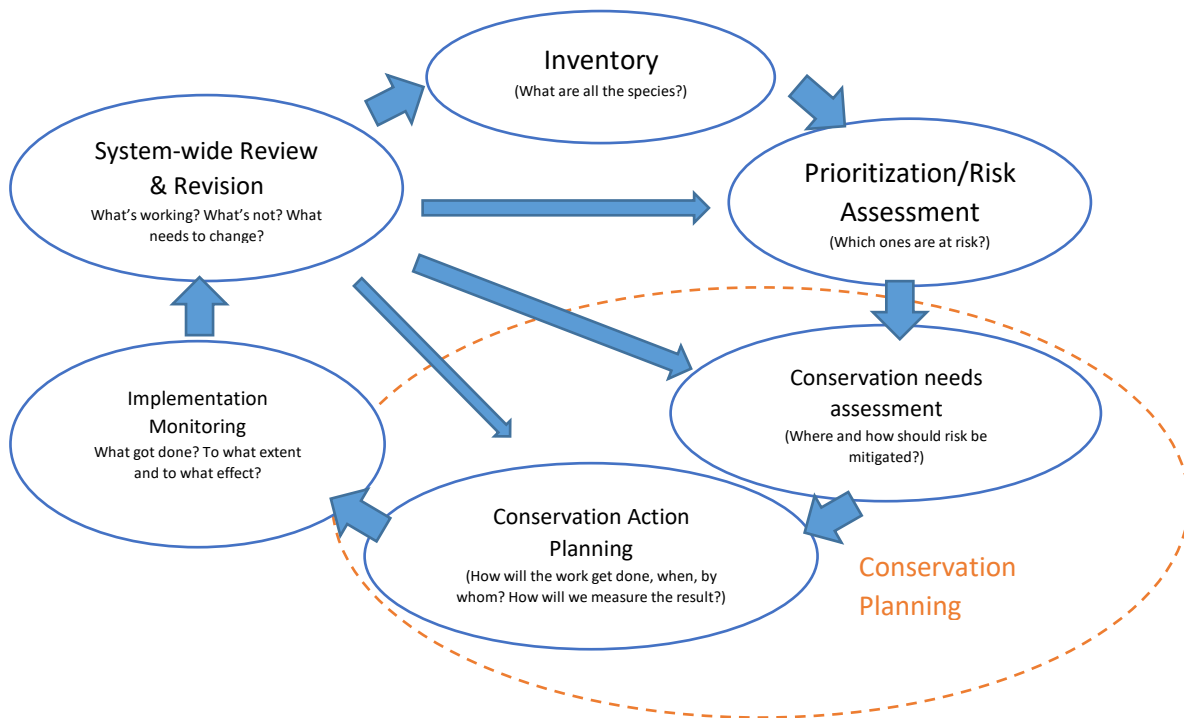 Inventory
(What are all the species?)
System-wide Review
& Revision
What's working? What's not? What
needs to change?
Prioritization/Risk
Assessment
(Which ones are at risk?)
Conservation needs
assessment
(Where and how should risk be
mitigated?)
Implementation
Monitoring
What got done? To what extent
and to what effect?
Conservation Action
Planning
(How will the work get done, when, by
whom? How will we measure the result?)
Conservation
Planning